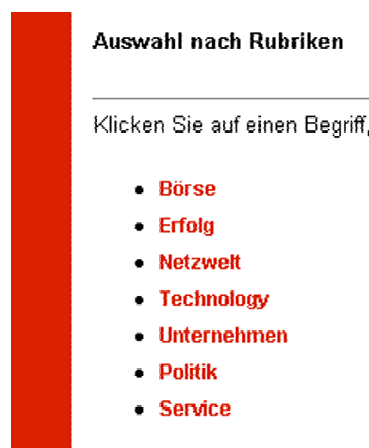 Auswahl nach Rubriken
Klicken Sie auf einen Begriff,
Börse
Erfolg
Netzwelt
Technology
Unternehmen
Politik
Service